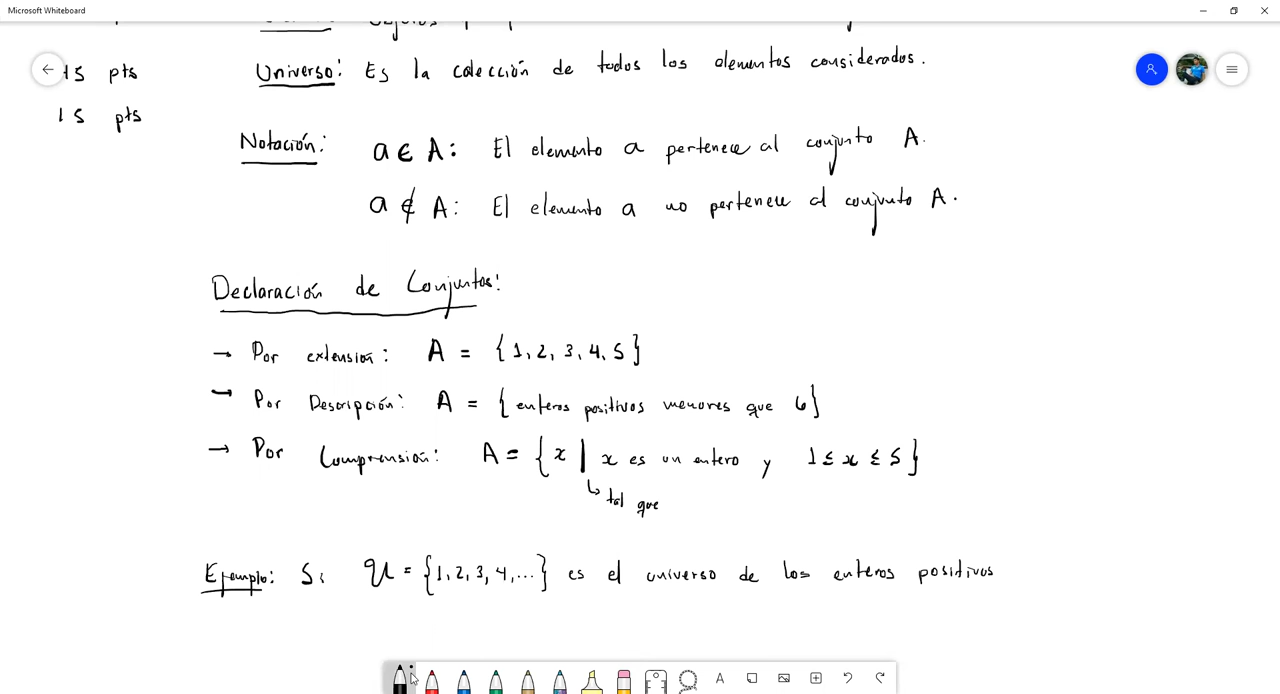 Microsoft Whiteboard
15 pts
Universo: Es la colección de todos los elementos considerados.
15 pts
Notación: a ∈ A: El elemento a pertenece al conjunto A.
a ∉ A: El elemento a no pertenece al conjunto A.
Declaración de Conjuntos:
→ Por extensión: A = {1, 2, 3, 4, 5}
→ Por Descripción: A = {enteros positivos menores que 6}
→ Por Comprensión: A = {x | x es un entero y 1 ≤ x ≤ 5}
↳ tal que
Ejemplo: Si U = {1, 2, 3, 4, ...} es el universo de los enteros positivos
A